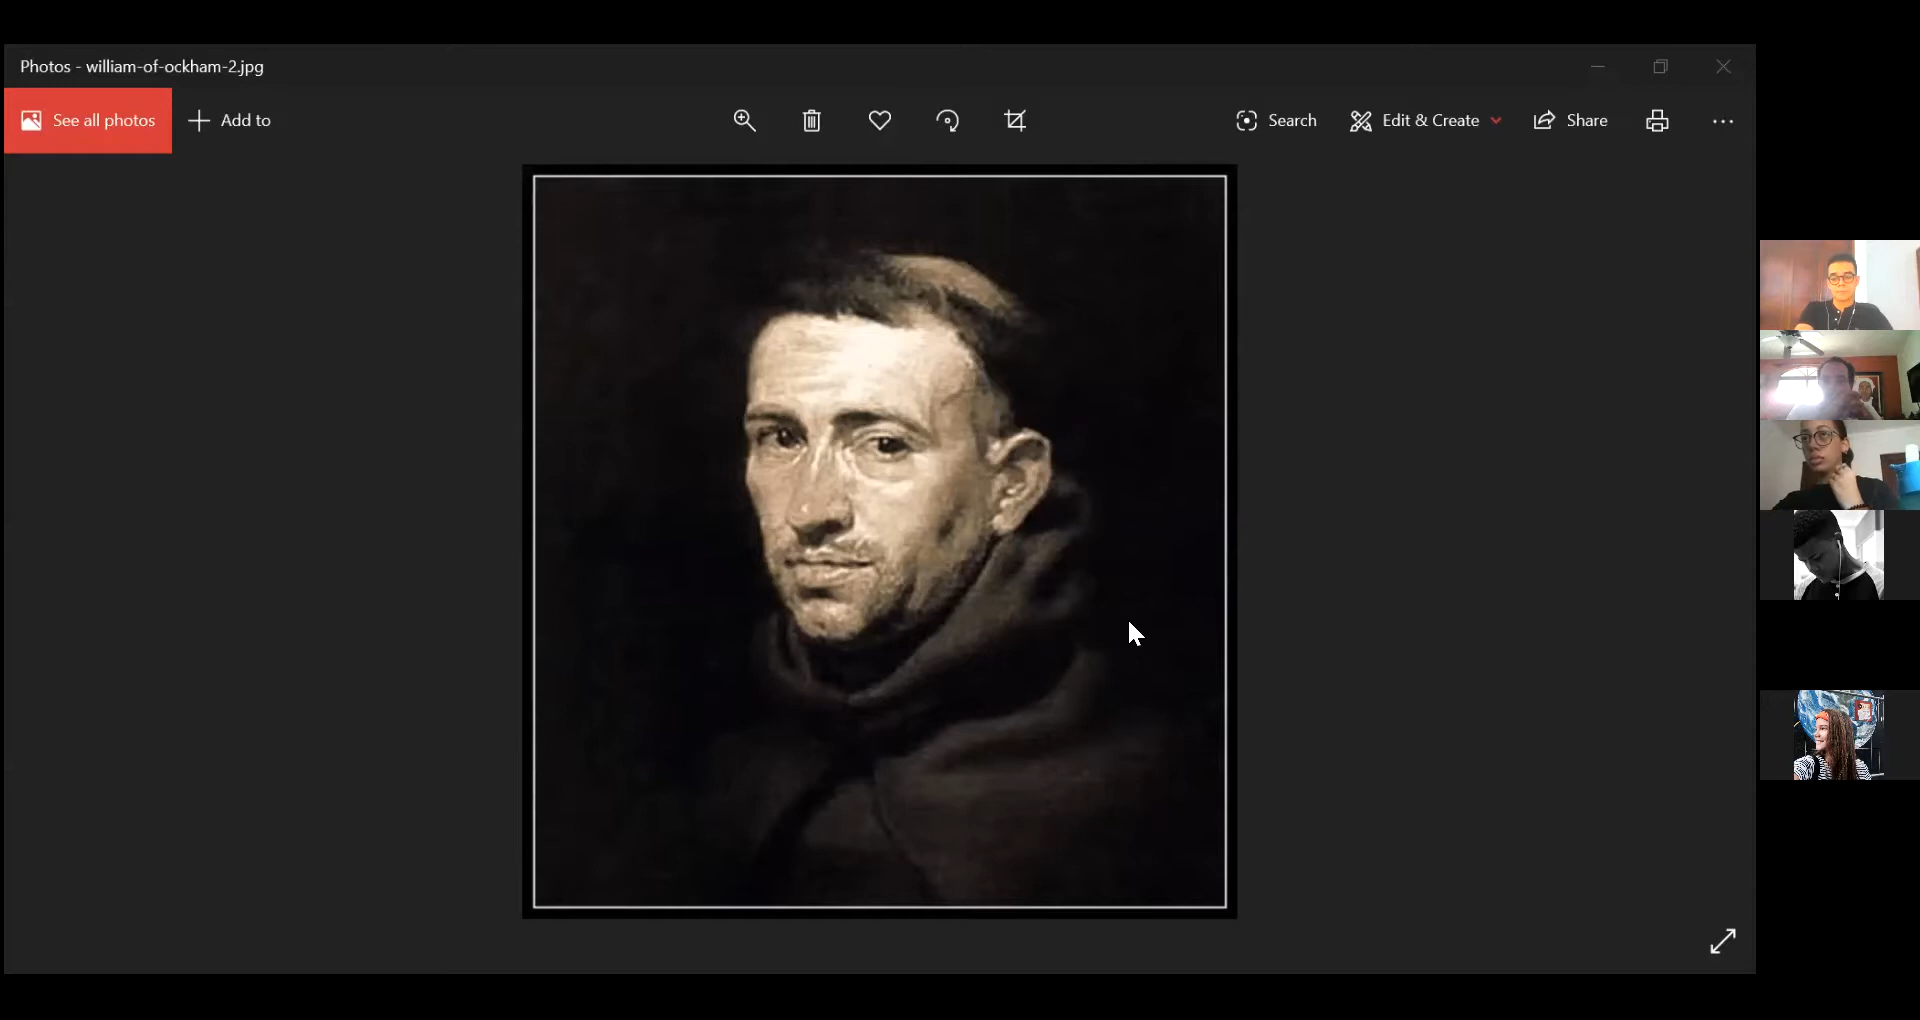 Photos - william-of-ockham-2.jpg
See all photos
Add to
Search
Edit & Create
Share